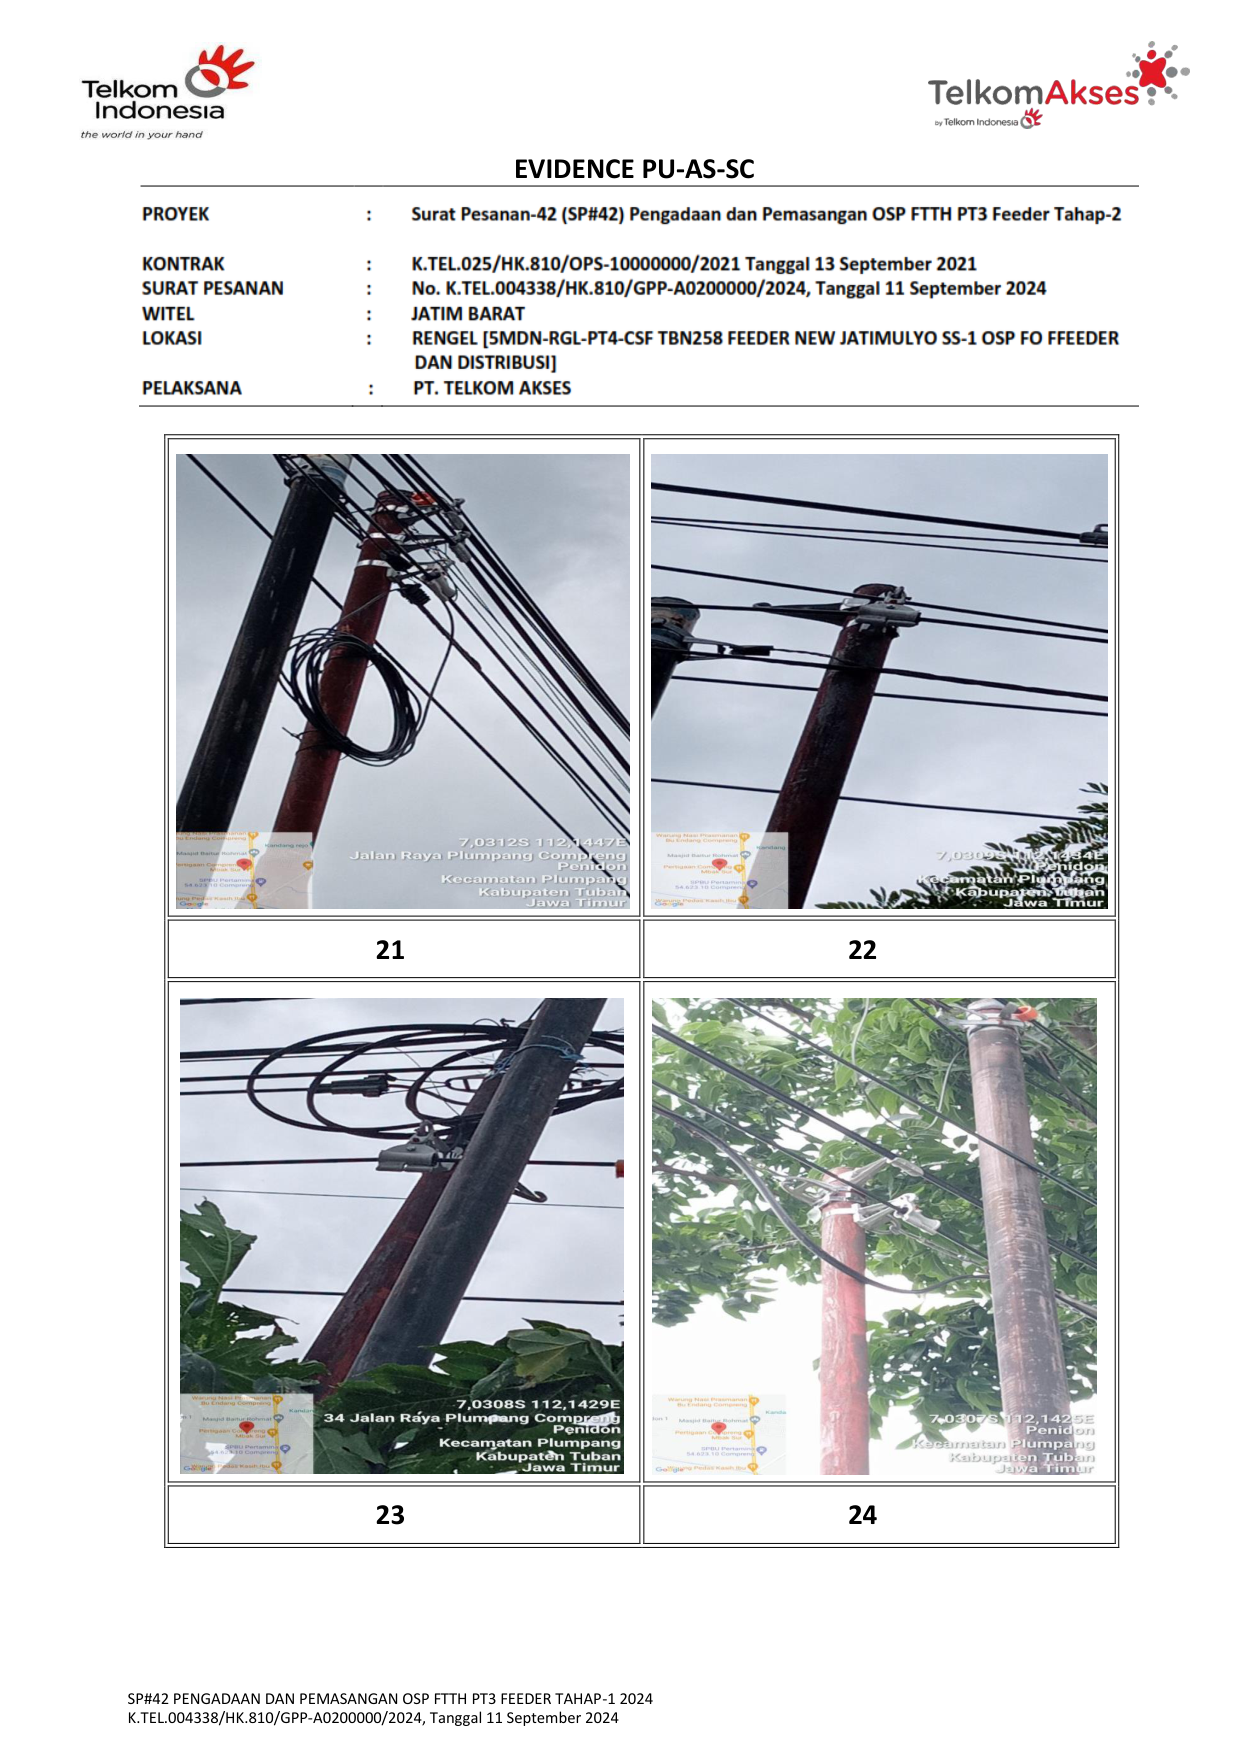 Telkom
Indonesia
the world in your hand
TelkomAkses
by Telkom Indonesia
EVIDENCE PU-AS-SC
PROYEK : Surat Pesanan-42 (SP#42) Pengadaan dan Pemasangan OSP FTTH PT3 Feeder Tahap-2
KONTRAK : K.TEL.025/HK.810/OPS-10000000/2021 Tanggal 13 September 2021
SURAT PESANAN : No. K.TEL.004338/HK.810/GPP-A0200000/2024, Tanggal 11 September 2024
WITEL : JATIM BARAT
LOKASI : RENGEL [5MDN-RGL-PT4-CSF TBN258 FEEDER NEW JATIMULYO SS-1 OSP FO FFEEDER
DAN DISTRIBUSI]
PELAKSANA : PT. TELKOM AKSES
7,0312S 112,1447E
Jalan Raya Plumpang Compreng
Penidon
Kecamatan Plumpang
Kabupaten Tuban
Jawa Timur
Google
7,0309S 112,1434E
Penidon
Kecamatan Plumpang
Kabupaten Tuban
Jawa Timur
Google
21
22
7,0308S 112,1429E
34 Jalan Raya Plumpang Compreng
Penidon
Kecamatan Plumpang
Kabupaten Tuban
Jawa Timur
Google
7,0307S 112,1425E
Penidon
Kecamatan Plumpang
Kabupaten Tuban
Jawa Timur
Google
23
24
SP#42 PENGADAAN DAN PEMASANGAN OSP FTTH PT3 FEEDER TAHAP-1 2024
K.TEL.004338/HK.810/GPP-A0200000/2024, Tanggal 11 September 2024